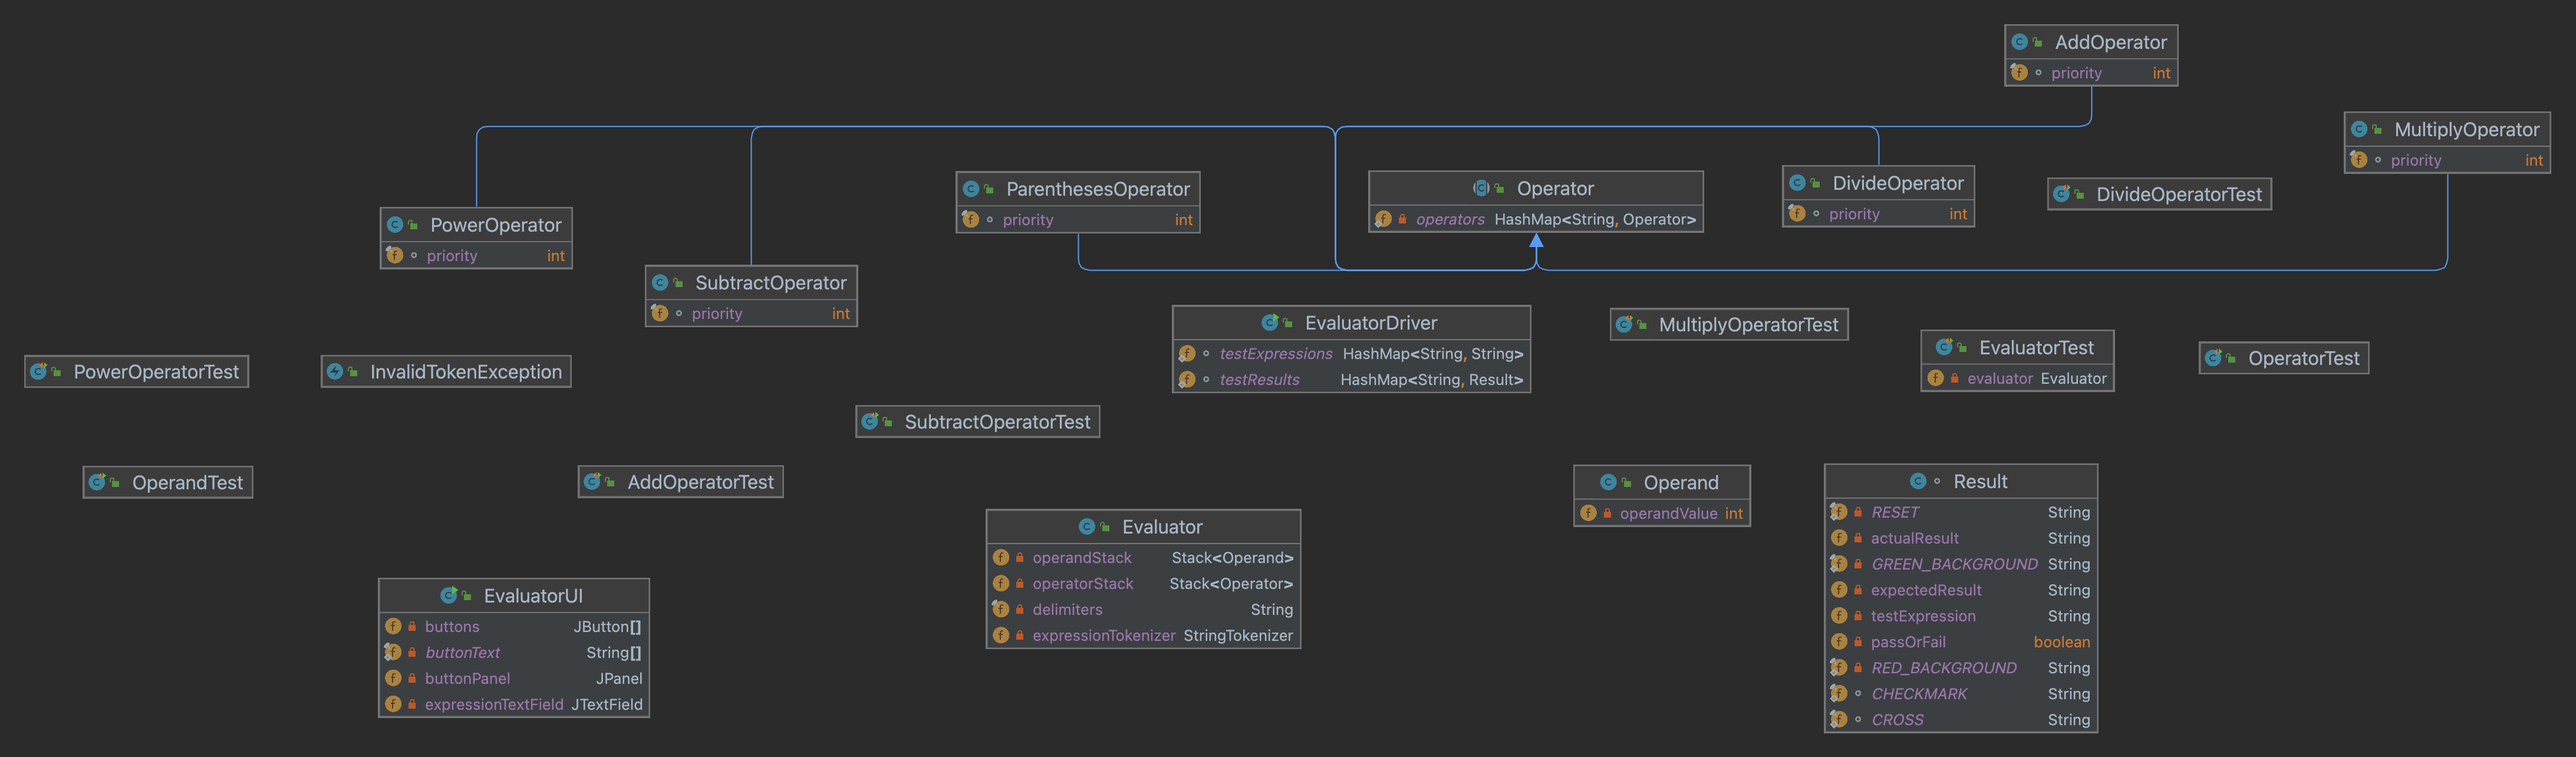 AddOperator
priority int
MultiplyOperator
priority int
ParenthesesOperator
priority int
Operator
operators HashMap<String, Operator>
DivideOperator
priority int
DivideOperatorTest
PowerOperator
priority int
SubtractOperator
priority int
EvaluatorDriver
testExpressions HashMap<String, String>
testResults HashMap<String, Result>
MultiplyOperatorTest
EvaluatorTest
evaluator Evaluator
OperatorTest
PowerOperatorTest
InvalidTokenException
SubtractOperatorTest
OperandTest
AddOperatorTest
Operand
operandValue int
Result
RESET String
actualResult String
GREEN_BACKGROUND String
expectedResult String
testExpression String
passOrFail boolean
RED_BACKGROUND String
CHECKMARK String
CROSS String
Evaluator
operandStack Stack<Operand>
operatorStack Stack<Operator>
delimiters String
expressionTokenizer StringTokenizer
EvaluatorUI
buttons JButton[]
buttonText String[]
buttonPanel JPanel
expressionTextField JTextField